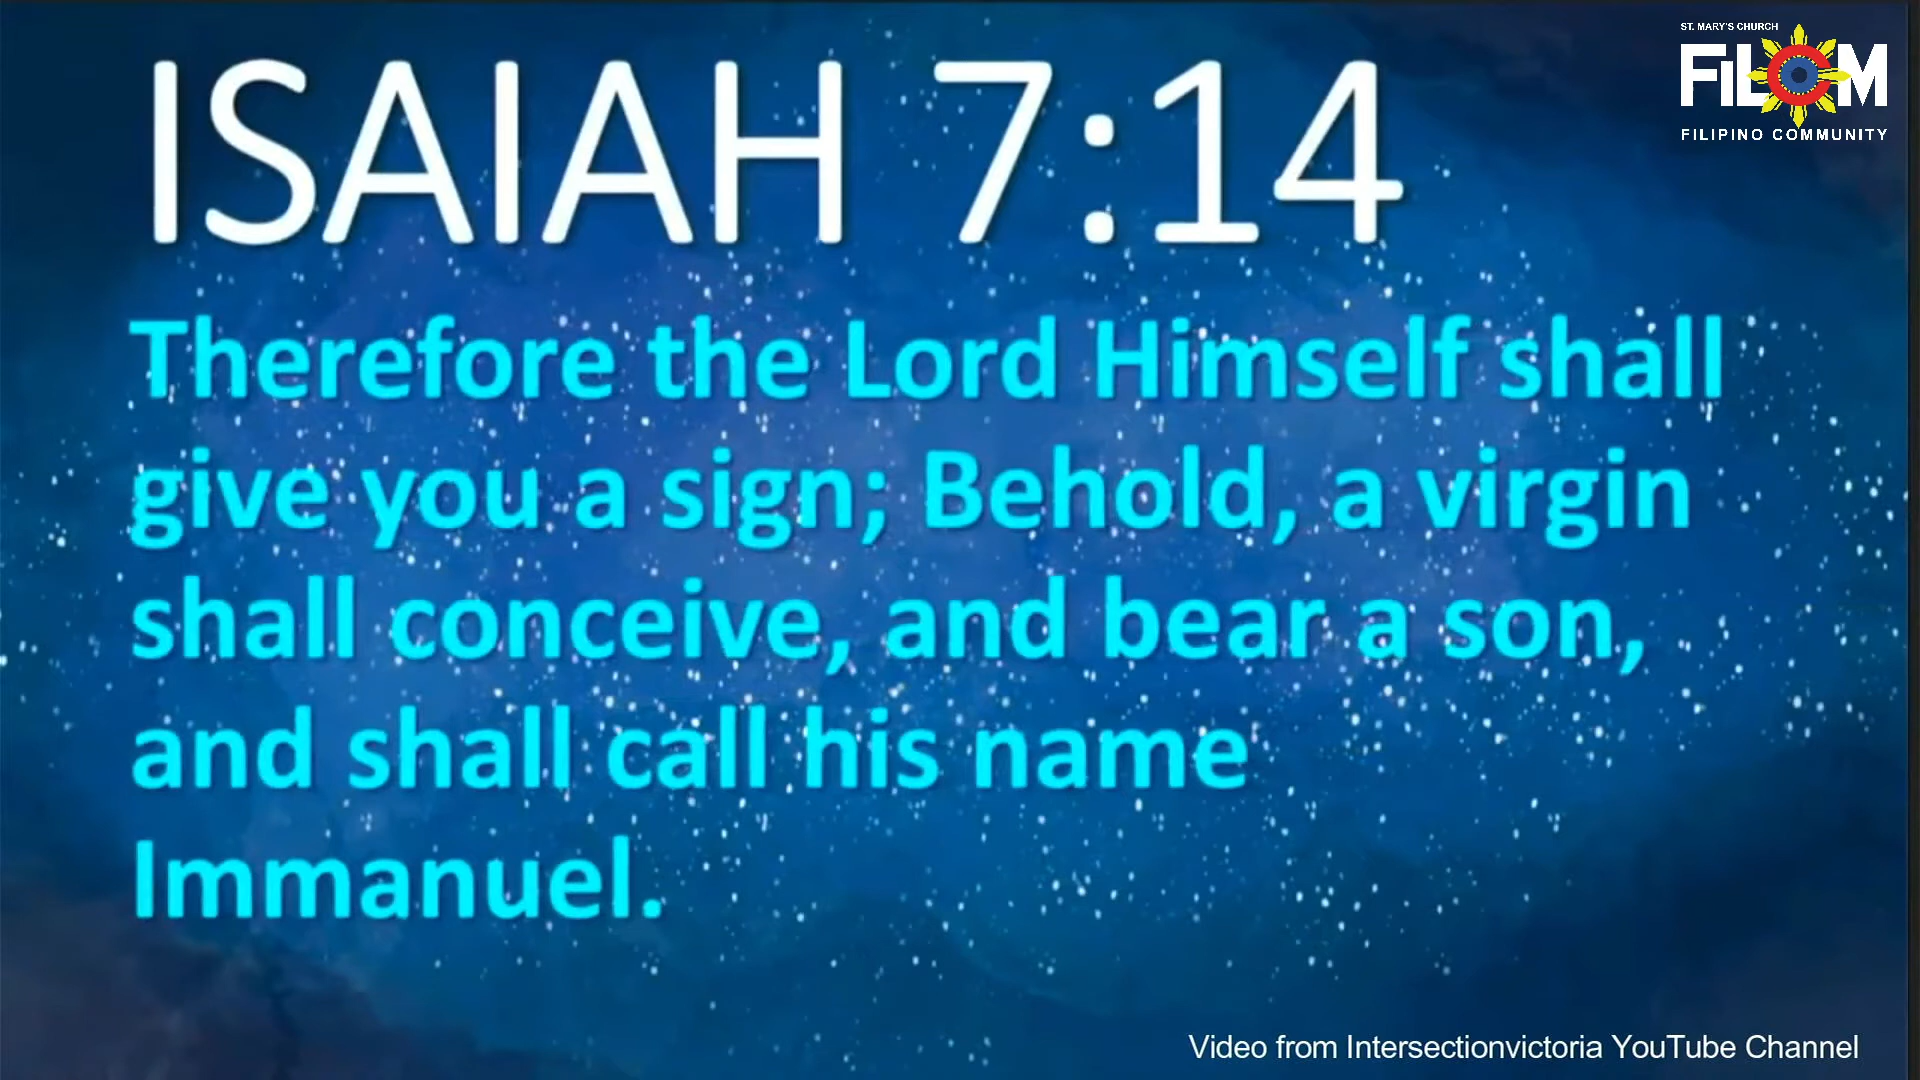 ST. MARY'S CHURCH
FiLCM
FILIPINO COMMUNITY
ISAIAH 7:14
Therefore the Lord Himself shall
give you a sign; Behold, a virgin
shall conceive, and bear a son,
and shall call his name
Immanuel.
Video from Intersectionvictoria YouTube Channel